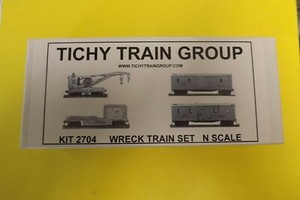 TICHY TRAIN GROUP
WWW.TICHYTRAINGROUP.COM
KIT 2704 WRECK TRAIN SET N SCALE